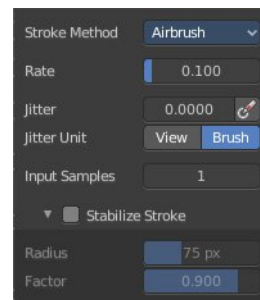 Stroke Method Airbrush
Rate 0.100
Jitter 0.0000
Jitter Unit View Brush
Input Samples 1
Stabilize Stroke
Radius 75 px
Factor 0.900